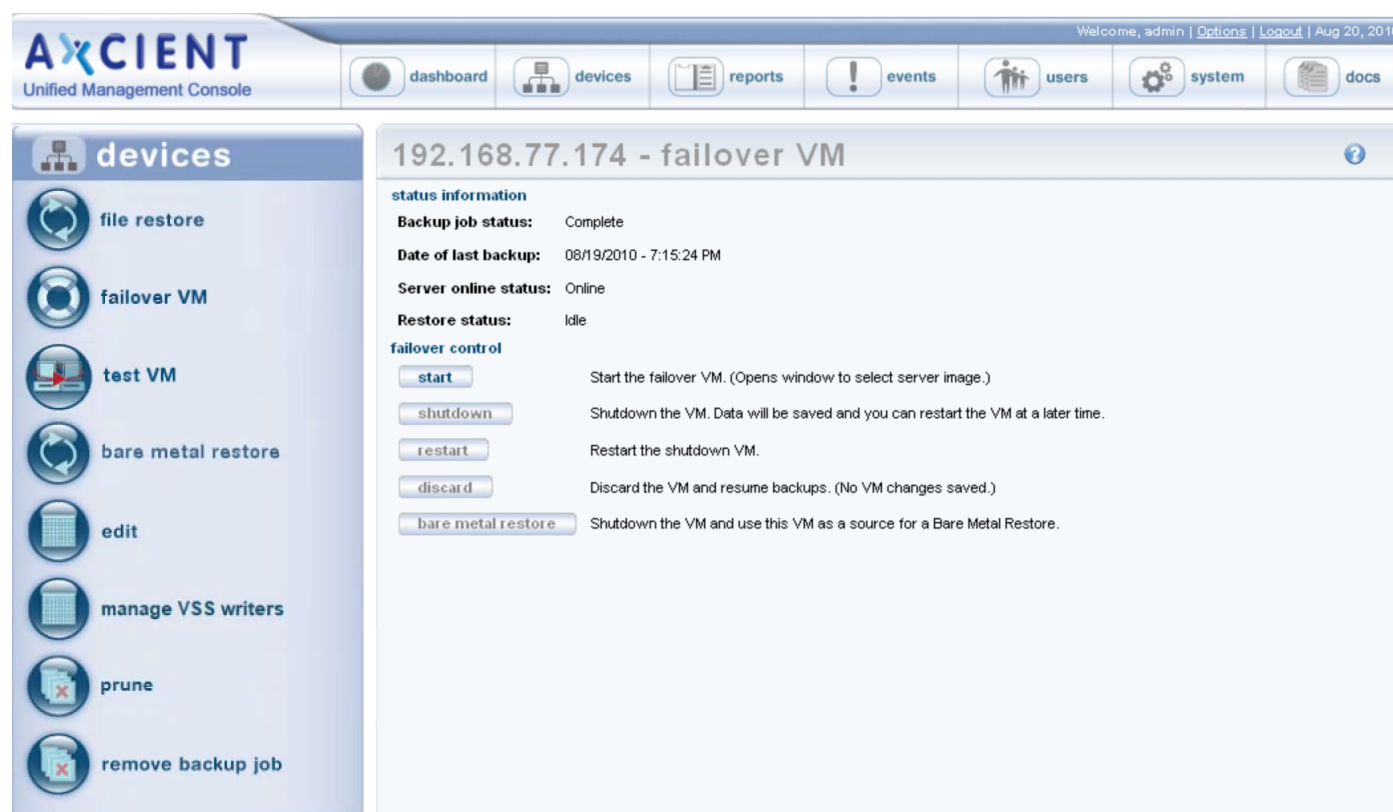 AXCIENT
Unified Management Console
Welcome, admin | Options | Logout | Aug 20, 201
dashboard devices reports events users system docs
devices
file restore
failover VM
test VM
bare metal restore
edit
manage VSS writers
prune
remove backup job
192.168.77.174 - failover VM
?
status information
Backup job status: Complete
Date of last backup: 08/19/2010 - 7:15:24 PM
Server online status: Online
Restore status: Idle
failover control
start Start the failover VM. (Opens window to select server image.)
shutdown Shutdown the VM. Data will be saved and you can restart the VM at a later time.
restart Restart the shutdown VM.
discard Discard the VM and resume backups. (No VM changes saved.)
bare metal restore Shutdown the VM and use this VM as a source for a Bare Metal Restore.